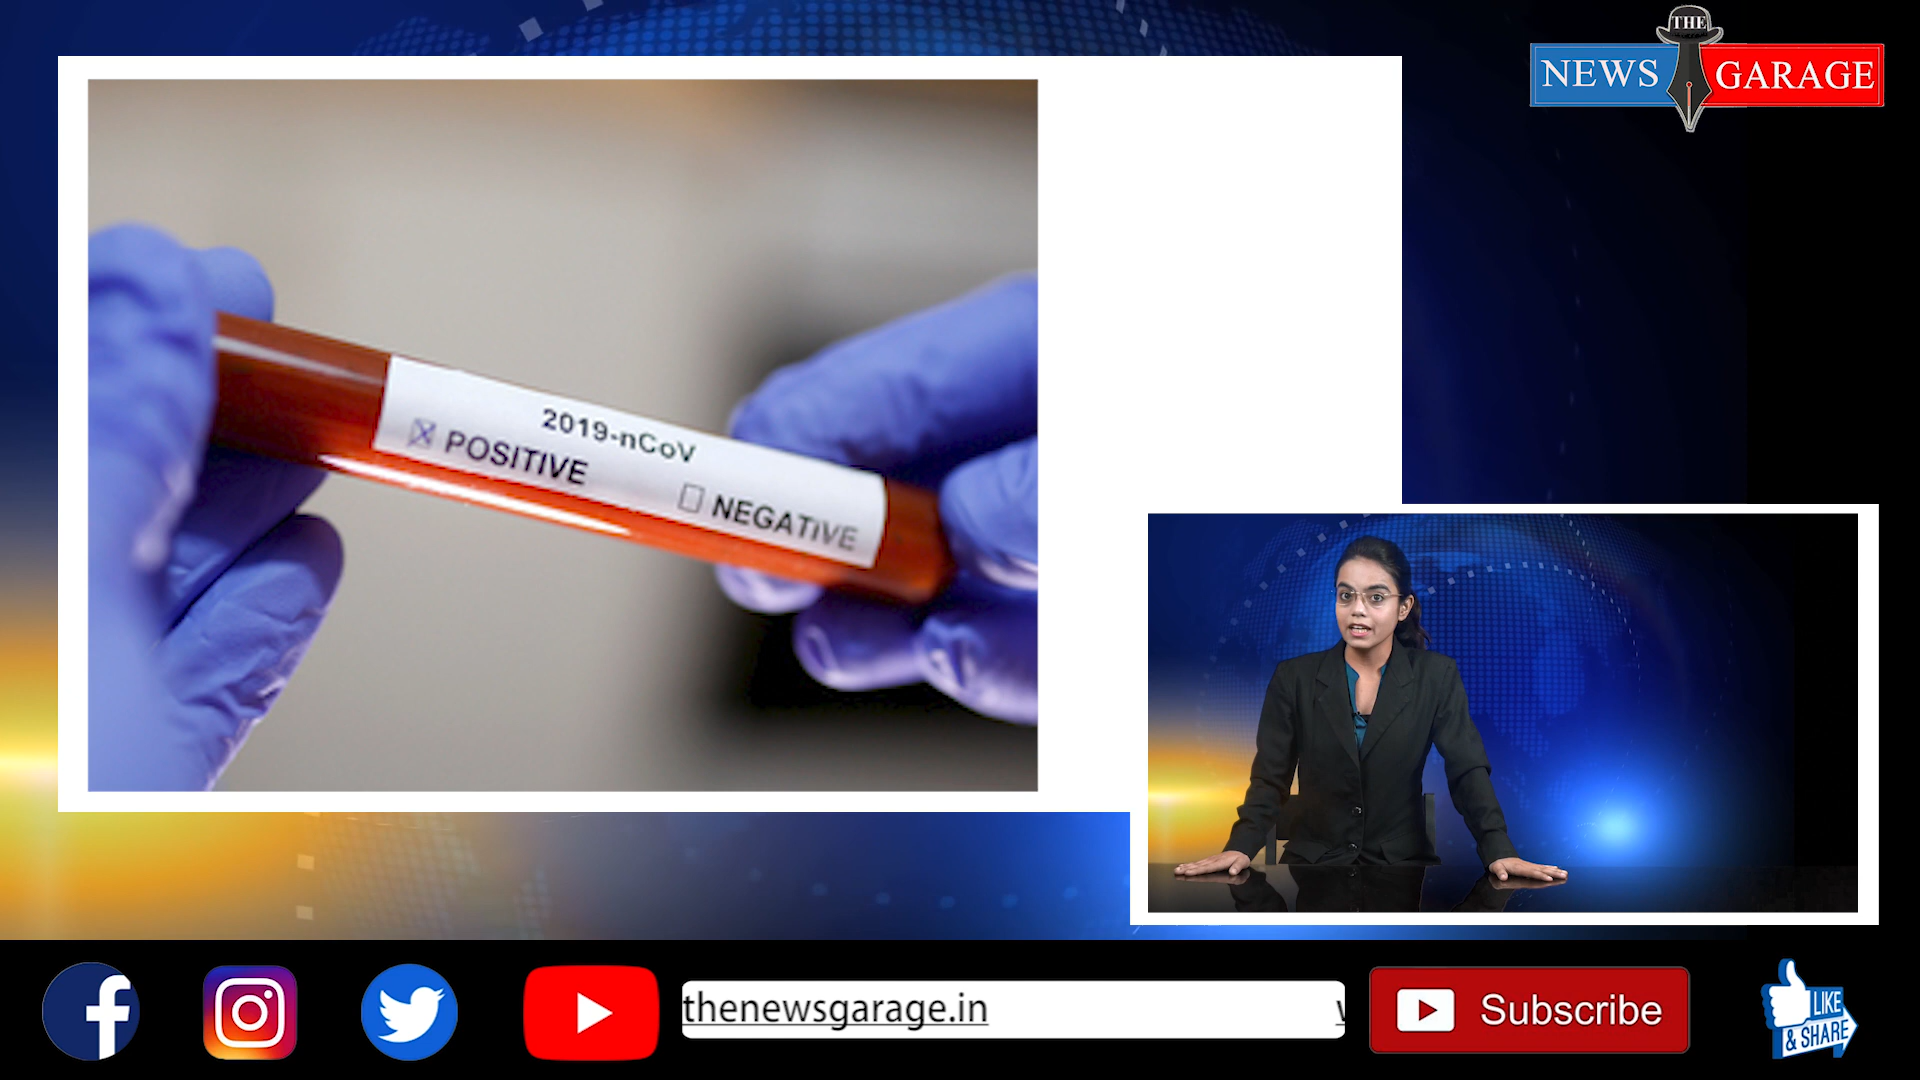 THE
NEWS GARAGE
2019-nCoV
POSITIVE
NEGATIVE
thenewsgarage.in
Subscribe
LIKE
& SHARE